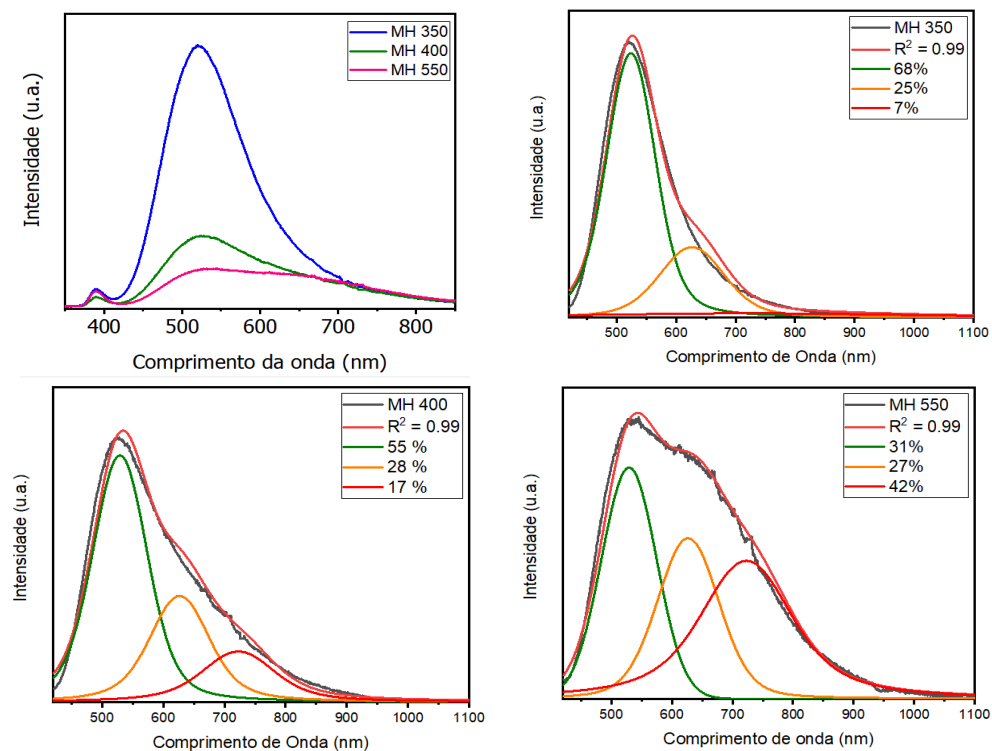 MH 350
MH 400
MH 550
Intensidade (u.a.)
400
500
600
700
800
Comprimento da onda (nm)
MH 350
R² = 0.99
68%
25%
7%
Intensidade (u.a.)
500
600
700
800
900
1000
1100
Comprimento de Onda (nm)
MH 400
R² = 0.99
55 %
28 %
17 %
Intensidade (u.a.)
500
600
700
800
900
1000
1100
Comprimento de Onda (nm)
MH 550
R² = 0.99
31%
27%
42%
Intensidade (u.a.)
500
600
700
800
900
1000
1100
Comprimento de onda (nm)